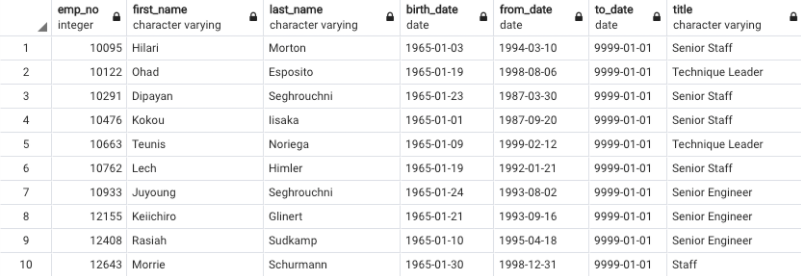 emp_no first_name last_name birth_date from_date to_date title
integer character varying character varying date date date character varying
1 10095 Hilari Morton 1965-01-03 1994-03-10 9999-01-01 Senior Staff
2 10122 Ohad Esposito 1965-01-19 1998-08-06 9999-01-01 Technique Leader
3 10291 Dipayan Seghrouchni 1965-01-23 1987-03-30 9999-01-01 Senior Staff
4 10476 Kokou Iisaka 1965-01-01 1987-09-20 9999-01-01 Senior Staff
5 10663 Teunis Noriega 1965-01-09 1999-02-12 9999-01-01 Technique Leader
6 10762 Lech Himler 1965-01-19 1992-01-21 9999-01-01 Senior Staff
7 10933 Juyoung Seghrouchni 1965-01-24 1993-08-02 9999-01-01 Senior Engineer
8 12155 Keiichiro Glinert 1965-01-21 1993-09-16 9999-01-01 Senior Engineer
9 12408 Rasiah Sudkamp 1965-01-10 1995-04-18 9999-01-01 Senior Engineer
10 12643 Morrie Schurmann 1965-01-30 1998-12-31 9999-01-01 Staff